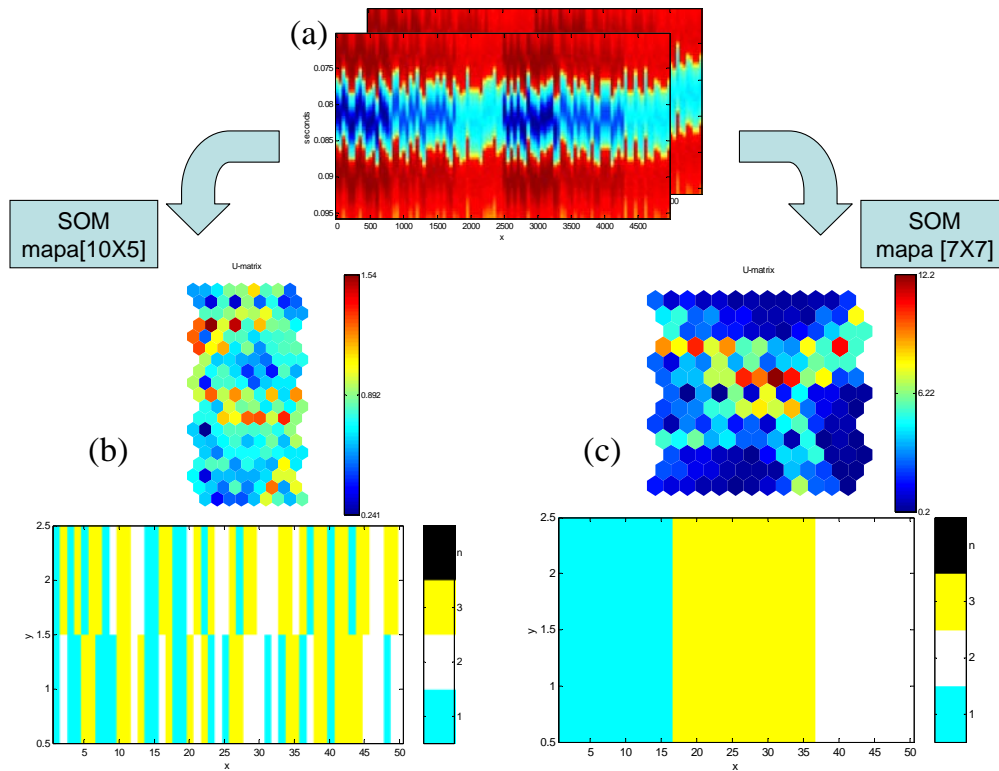 (a)
0.075
0.08
0.085
0.09
0.095
seconds
0 500 1000 1500 2000 2500 3000 3500 4000 4500
x
SOM
mapa[10X5]
SOM
mapa [7X7]
U-matrix
1.54
0.892
0.241
(b)
U-matrix
12.2
6.22
0.2
(c)
2.5
2
1.5
1
0.5
y
5 10 15 20 25 30 35 40 45 50
x
n
3
2
1
2.5
2
1.5
1
0.5
y
5 10 15 20 25 30 35 40 45 50
x
n
3
2
1